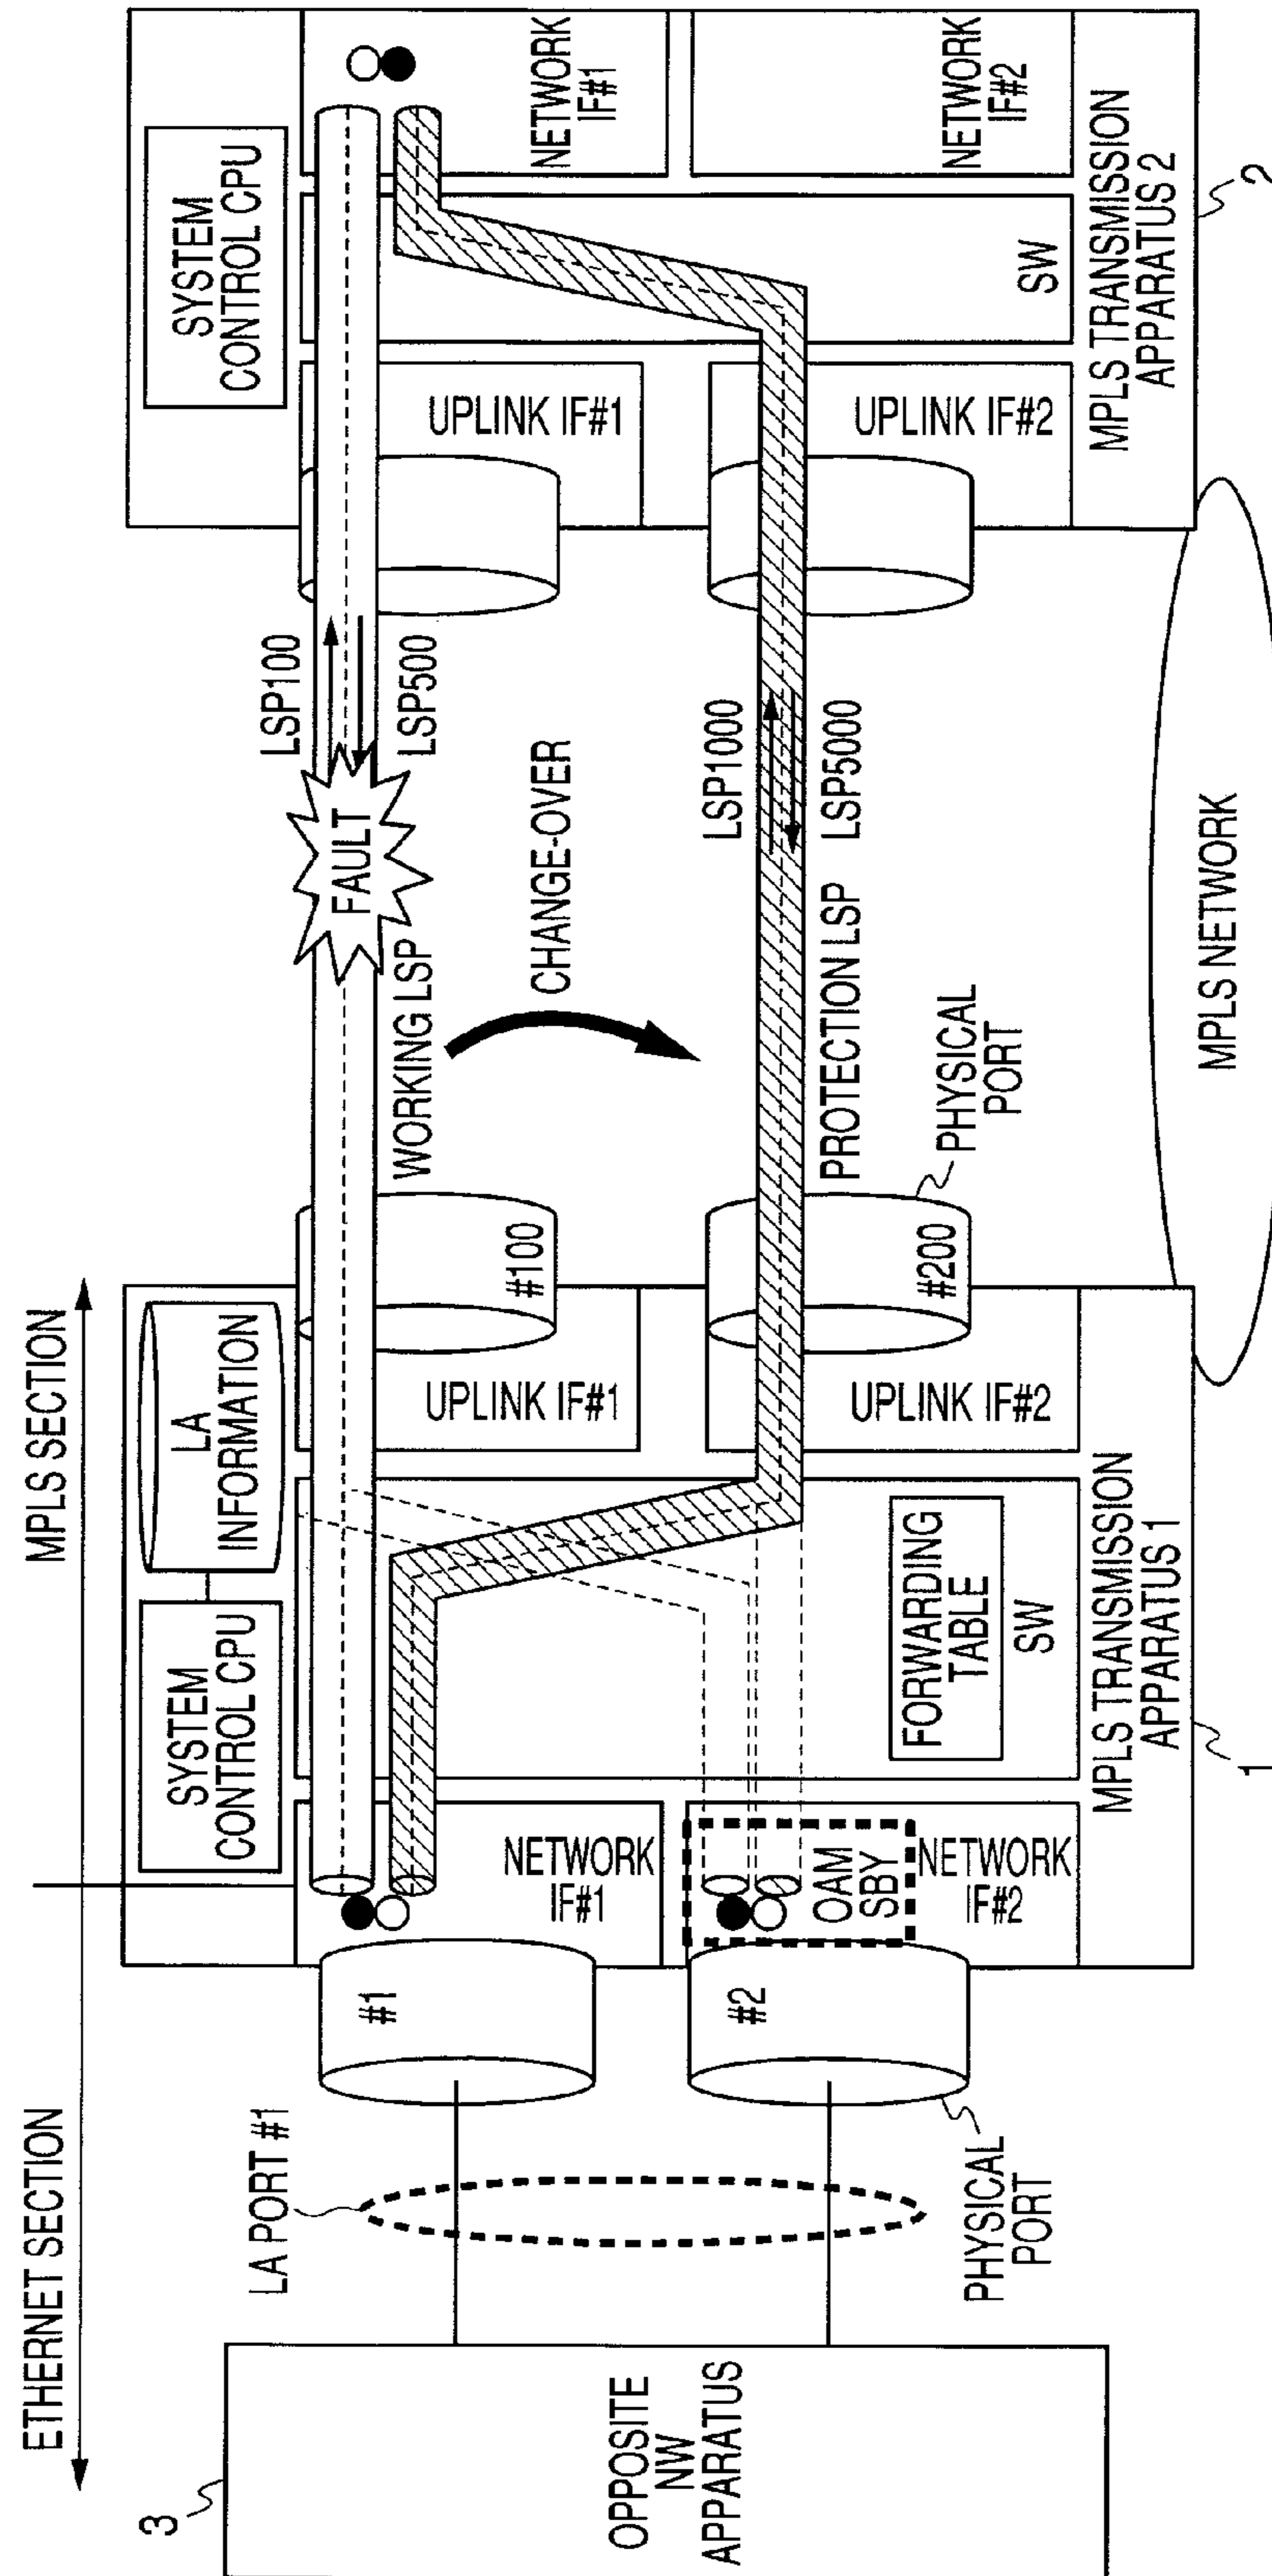 ETHERNET SECTION
MPLS SECTION
3
OPPOSITE
NW
APPARATUS
LA PORT #1
PHYSICAL
PORT
#1
#2
SYSTEM
CONTROL CPU
LA
INFORMATION
NETWORK
IF#1
OAM
SBY
NETWORK
IF#2
FORWARDING
TABLE
SW
UPLINK IF#1
UPLINK IF#2
MPLS TRANSMISSION
APPARATUS 1
1
#100
#200
PHYSICAL
PORT
WORKING LSP
FAULT
LSP100
LSP500
CHANGE-OVER
PROTECTION LSP
LSP1000
LSP5000
MPLS NETWORK
SYSTEM
CONTROL CPU
UPLINK IF#1
UPLINK IF#2
SW
NETWORK
IF#1
NETWORK
IF#2
MPLS TRANSMISSION
APPARATUS 2
2